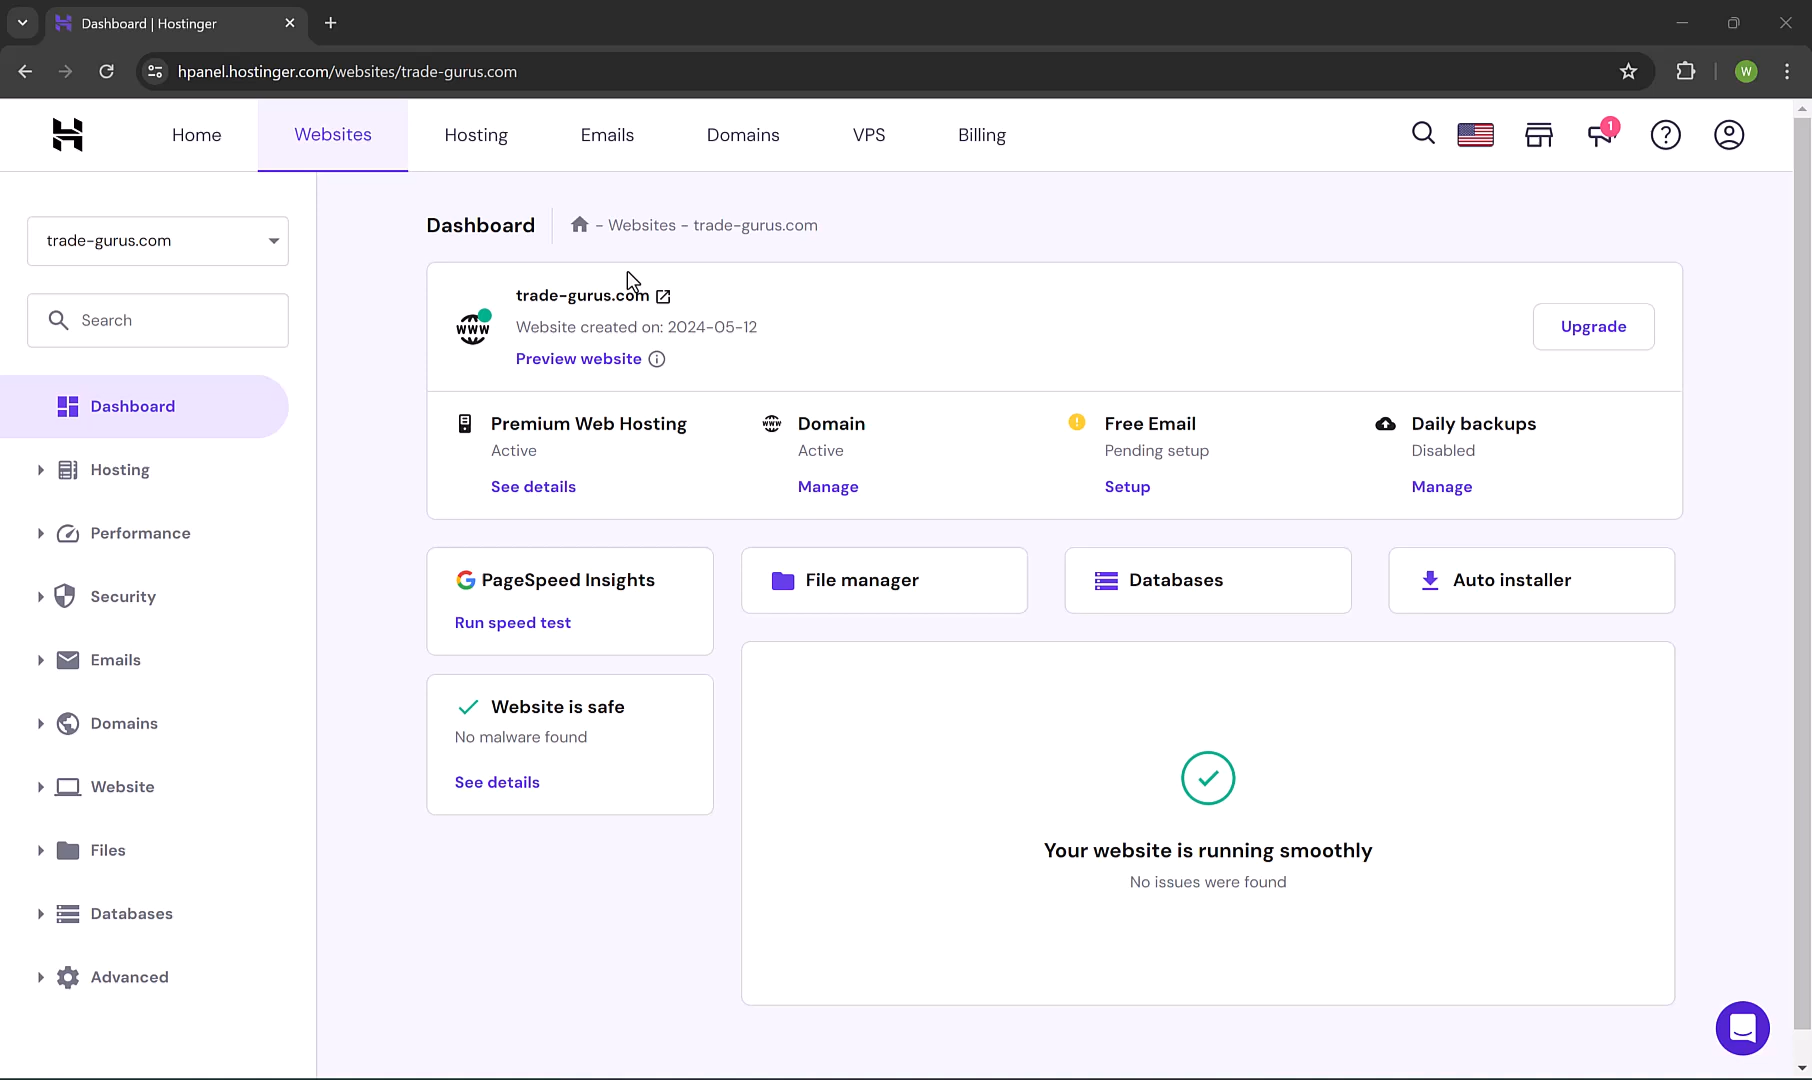 Dashboard | Hostinger
hpanel.hostinger.com/websites/trade-gurus.com
W
Home
Websites
Hosting
Emails
Domains
VPS
Billing
1
trade-gurus.com
Search
Dashboard
Hosting
Performance
Security
Emails
Domains
Website
Files
Databases
Advanced
Dashboard
- Websites - trade-gurus.com
trade-gurus.com
www
Website created on: 2024-05-12
Preview website
Upgrade
Premium Web Hosting
Active
See details
www
Domain
Active
Manage
Free Email
Pending setup
Setup
Daily backups
Disabled
Manage
PageSpeed Insights
Run speed test
File manager
Databases
Auto installer
Website is safe
No malware found
See details
Your website is running smoothly
No issues were found